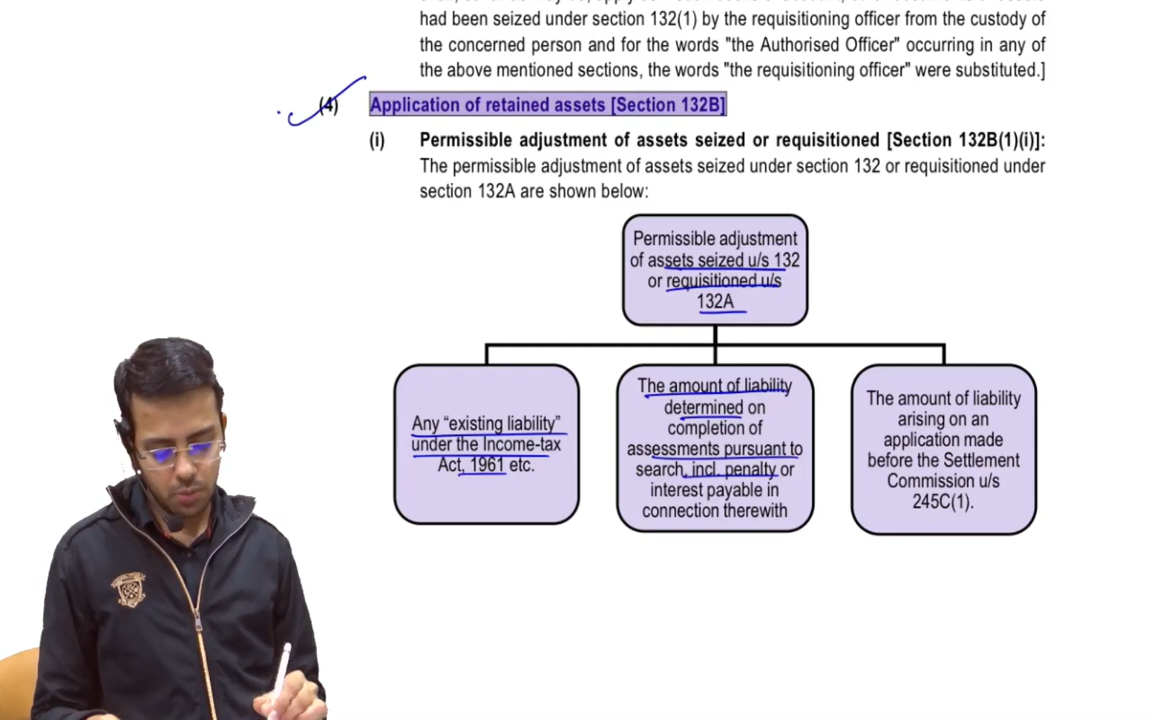 had been seized under section 132(1) by the requisitioning officer from the custody of
the concerned person and for the words "the Authorised Officer" occurring in any of
the above mentioned sections, the words "the requisitioning officer" were substituted.]
(4) Application of retained assets [Section 132B]
(i) Permissible adjustment of assets seized or requisitioned [Section 132B(1)(i)]:
The permissible adjustment of assets seized under section 132 or requisitioned under
section 132A are shown below:
Permissible adjustment
of assets seized u/s 132
or requisitioned u/s
132A
Any “existing liability”
under the Income-tax
Act, 1961 etc.
The amount of liability
determined on
completion of
assessments pursuant to
search, incl. penalty or
interest payable in
connection therewith
The amount of liability
arising on an
application made
before the Settlement
Commission u/s
245C(1).